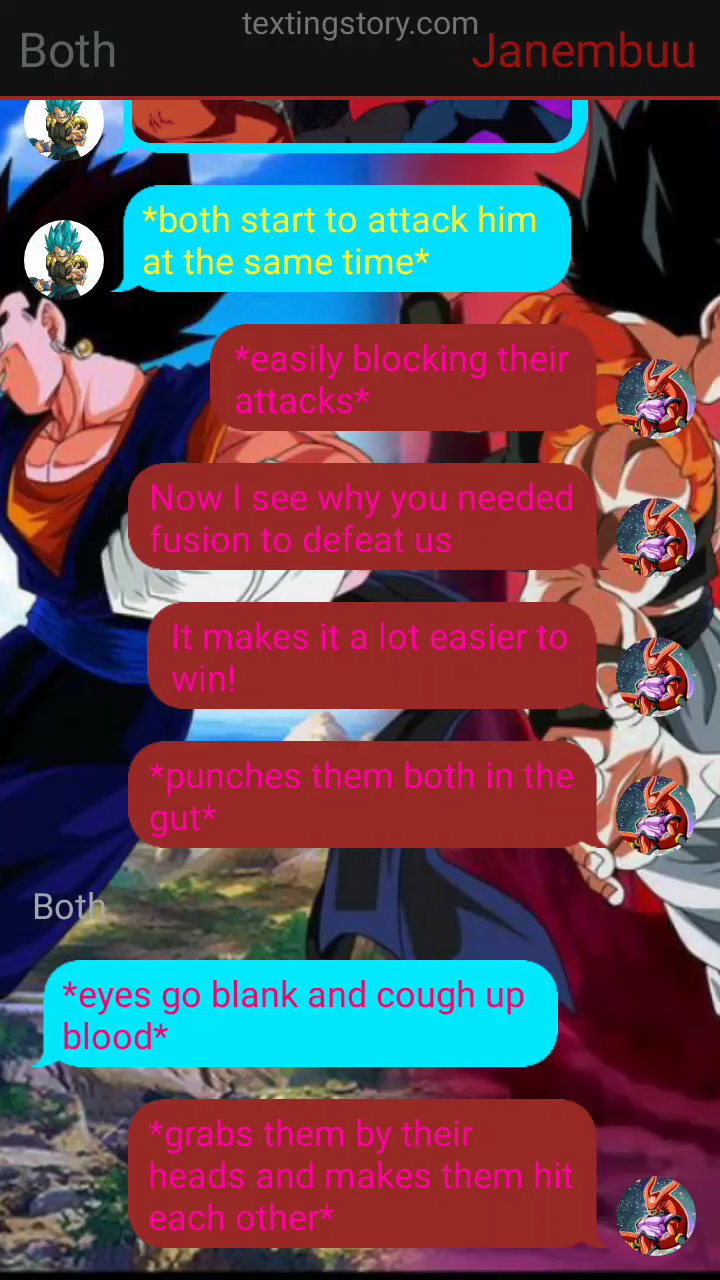 textingstory.com
Both
Janembuu
*both start to attack him
at the same time*
*easily blocking their
attacks*
Now I see why you needed
fusion to defeat us
It makes it a lot easier to
win!
*punches them both in the
gut*
Both
*eyes go blank and cough up
blood*
*grabs them by their
heads and makes them hit
each other*